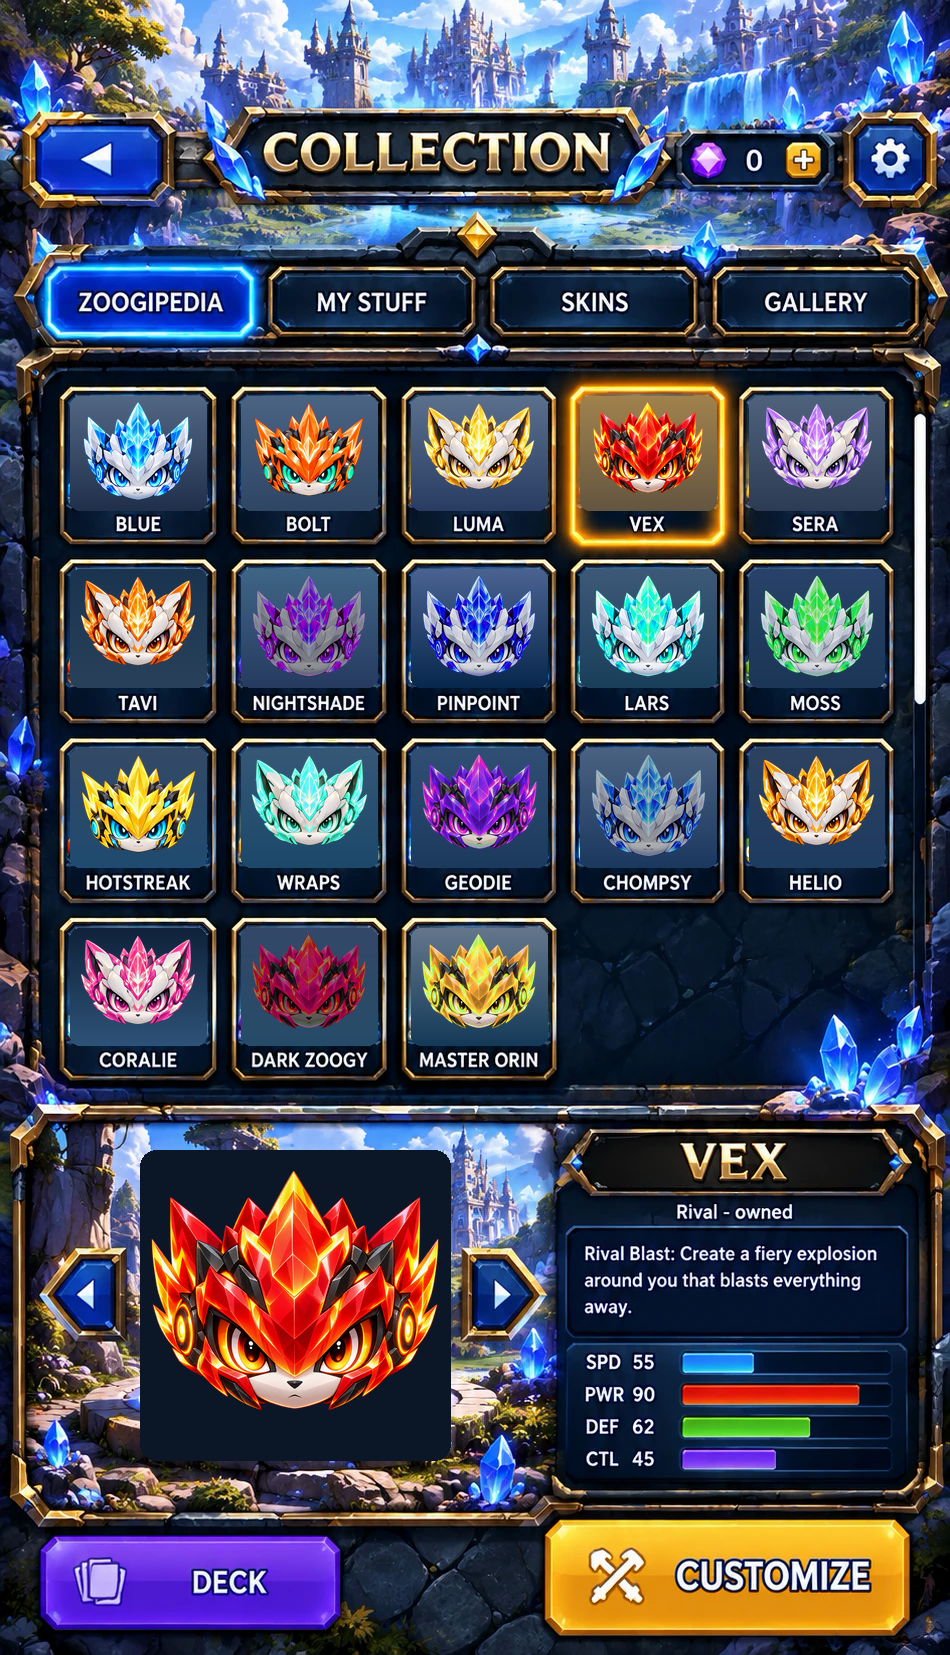 COLLECTION
0
ZOOGIPEDIA
MY STUFF
SKINS
GALLERY
BLUE
BOLT
LUMA
VEX
SERA
TAVI
NIGHTSHADE
PINPOINT
LARS
MOSS
HOTSTREAK
WRAPS
GEODIE
CHOMPSY
HELIO
CORALIE
DARK ZOOGY
MASTER ORIN
VEX
Rival - owned
Rival Blast: Create a fiery explosion
around you that blasts everything
away.
SPD 55
PWR 90
DEF 62
CTL 45
DECK
CUSTOMIZE